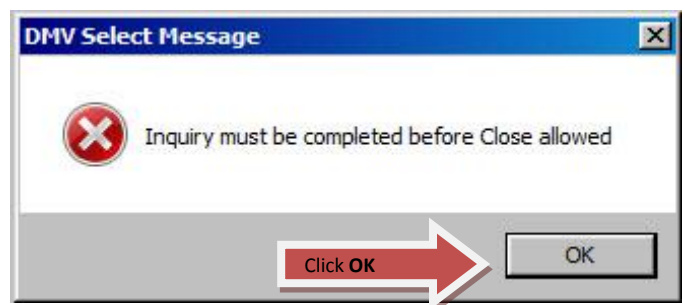 DMV Select Message
Inquiry must be completed before Close allowed
Click OK
OK